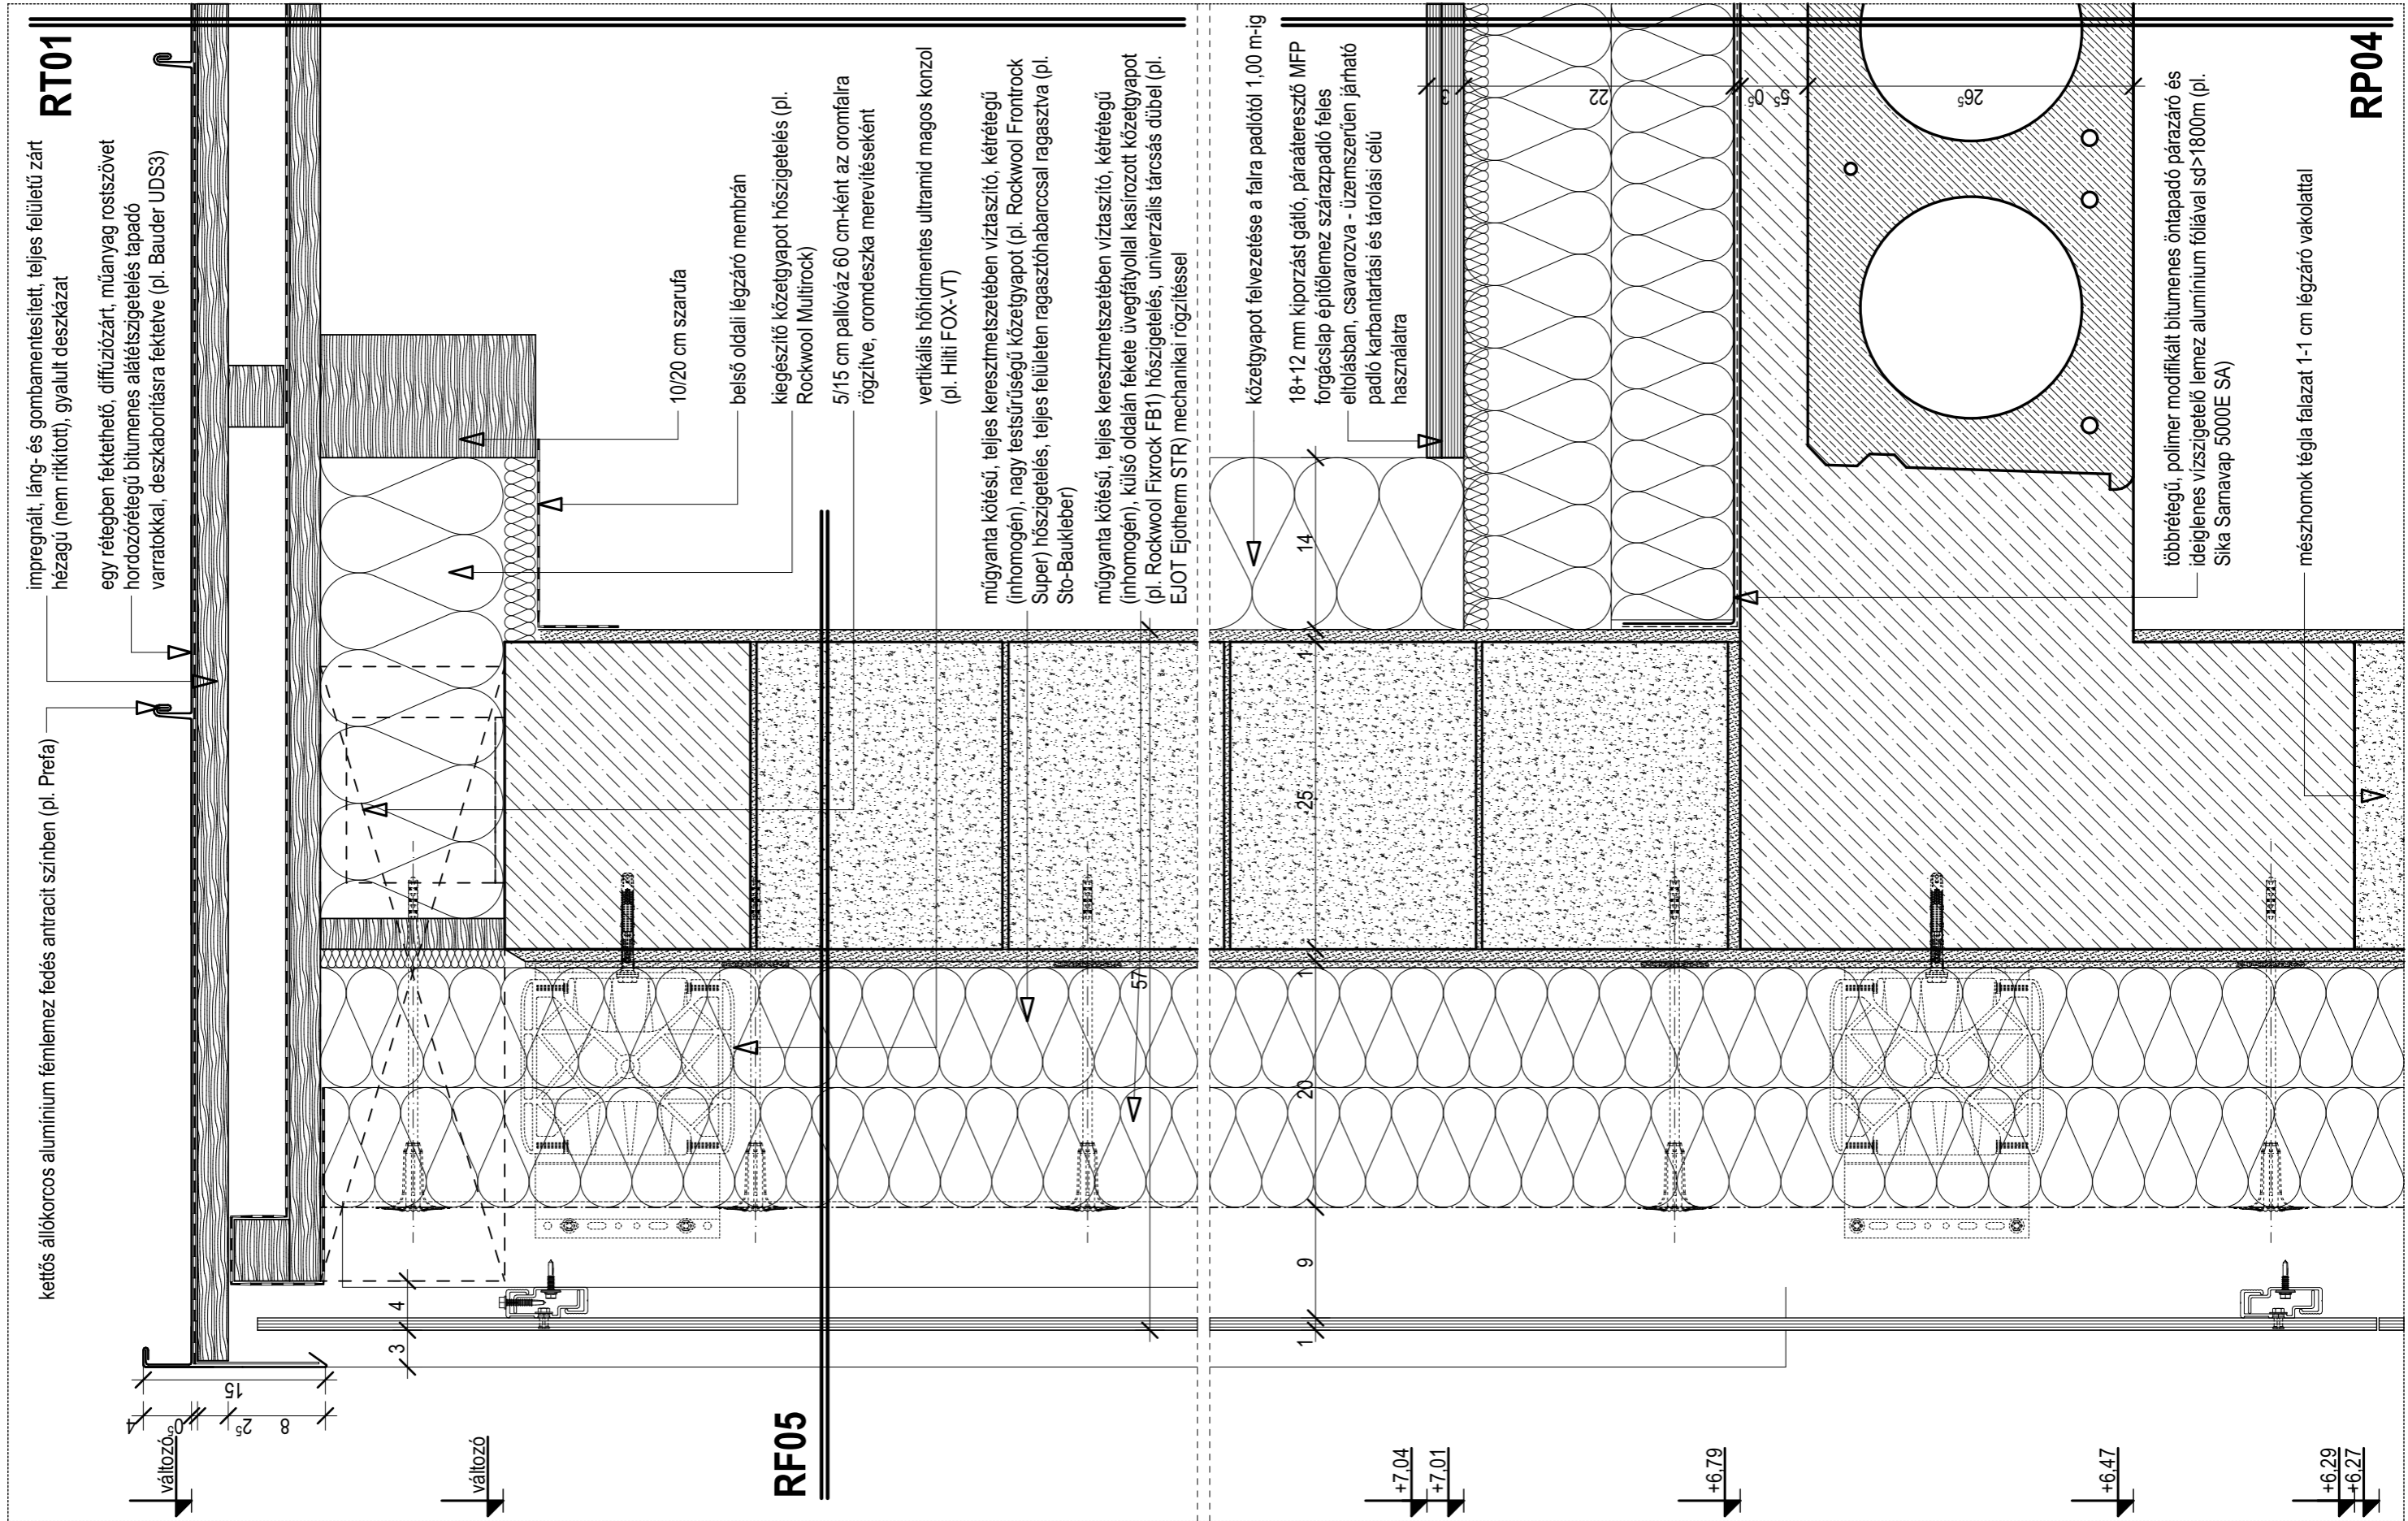 RT01
impregnált, láng- és gombamentesített, teljes felületű zárt
hézagú (nem ritkított), gyalult deszkázat
egy rétegben fektethető, diffúziózárt, műanyag rostszövet
hordozórétegű bitumenes alátétszigetelés tapadó
varratokkal, deszkaborításra fektetve (pl. Bauder UDS3)
kettős állókorcos alumínium fémlemez fedés antracit színben (pl. Prefa)
10/20 cm szarufa
belső oldali légzáró membrán
kiegészítő kőzetgyapot hőszigetelés (pl.
Rockwool Multirock)
5/15 cm pallóváz 60 cm-ként az oromfalra
rögzítve, oromdeszka merevítéseként
vertikális hőhídmentes ultramid magos konzol
(pl. Hilti FOX-VT)
műgyanta kötésű, teljes keresztmetszetében víztaszító, kétrétegű
(inhomogén), nagy testsűrűségű kőzetgyapot (pl. Rockwool Frontrock
Super) hőszigetelés, teljes felületen ragasztóhabarccsal ragasztva (pl.
Sto-Baukleber)
műgyanta kötésű, teljes keresztmetszetében víztaszító, kétrétegű
(inhomogén), külső oldalán fekete üvegfátyollal kasírozott kőzetgyapot
(pl. Rockwool Fixrock FB1) hőszigetelés, univerzális tárcsás dübel (pl.
EJOT Ejotherm STR) mechanikai rögzítéssel
kőzetgyapot felvezetése a falra padlótól 1,00 m-ig
18+12 mm kiporzást gátló, páraáteresztő MFP
forgácslap építőlemez szárazpadló feles
eltolásban, csavarozva - üzemszerűen járható
padló karbantartási és tárolási célú
használatra
többrétegű, polimer modifikált bitumenes öntapadó párazáró és
ideiglenes vízszigetelő lemez alumínium fóliával sd>1800m (pl.
Sika Sarnavap 5000E SA)
mészhomok tégla falazat 1-1 cm légzáró vakolattal
RP04
RF05
3
22
0⁵
5⁵
26⁵
14
1
25
1
20
9
1
57
4
3
15
4
0⁵
2⁵
8
változó
változó
+7,04
+7,01
+6,79
+6,47
+6,29
+6,27